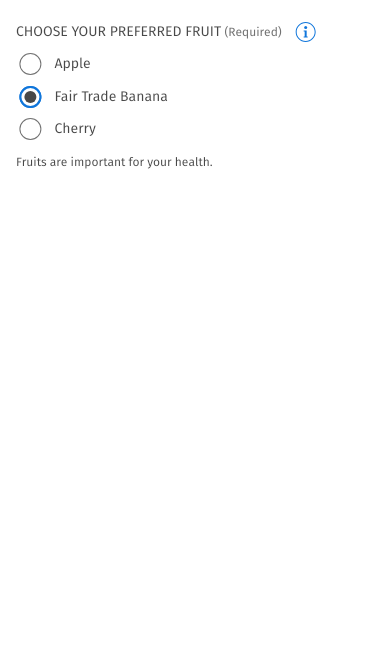 CHOOSE YOUR PREFERRED FRUIT (Required)
Apple
Fair Trade Banana
Cherry
Fruits are important for your health.